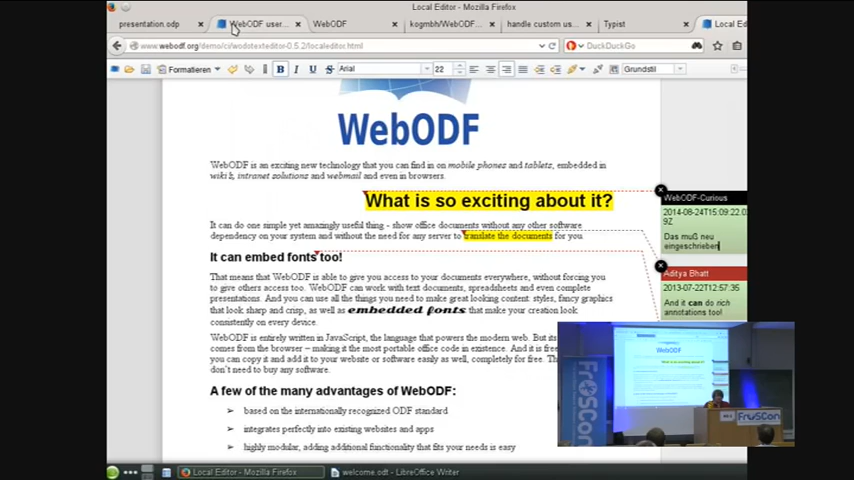 Local Editor - Mozilla Firefox
presentation.odp
WebODF user...
WebODF
kogmbh/WebODF...
handle custom us...
Typist
Local Edi
www.webodf.org/demo/ci/wodotexteditor-0.5.2/localeditor.html
DuckDuckGo
Formatieren
B I U S
Arial
22
Grundstil
WebODF
WebODF is an exciting new technology that you can find in on mobile phones and tablets, embedded in
wikis, intranet solutions and webmail and even in browsers.
What is so exciting about it?
It can do one simple yet amazingly useful thing - show office documents without any other software
dependency on your system and without the need for any server to translate the documents for you
It can embed fonts too!
That means that WebODF is able to give you access to your documents everywhere, without forcing you
to give others access too. WebODF can work with text documents, spreadsheets and even complete
presentations. And you can use all the things you need to make great looking content: styles, fancy graphics
that look sharp and crisp, as well as embedded fonts that make your creation look
consistently on every device.
WebODF is entirely written in JavaScript, the language that powers the modern web. But its
comes from the browser – making it the most portable office code in existence. And it is free
you can copy it and add it to your website or software easily as well, completely for free. Th
don't need to buy any software.
A few of the many advantages of WebODF:
➢ based on the internationally recognized ODF standard
➢ integrates perfectly into existing websites and apps
➢ highly modular, adding additional functionality that fits your needs is easy
WebODF-Curious
2014-08-24T15:09:22.0
9Z
Das muß neu
eingeschrieben
Aditya Bhatt
2013-07-22T12:57:35
And it can do rich
annotations too!
WebODF
FrOSCon
FrOSCon
Local Editor - Mozilla Firefox
welcome.odt - LibreOffice Writer